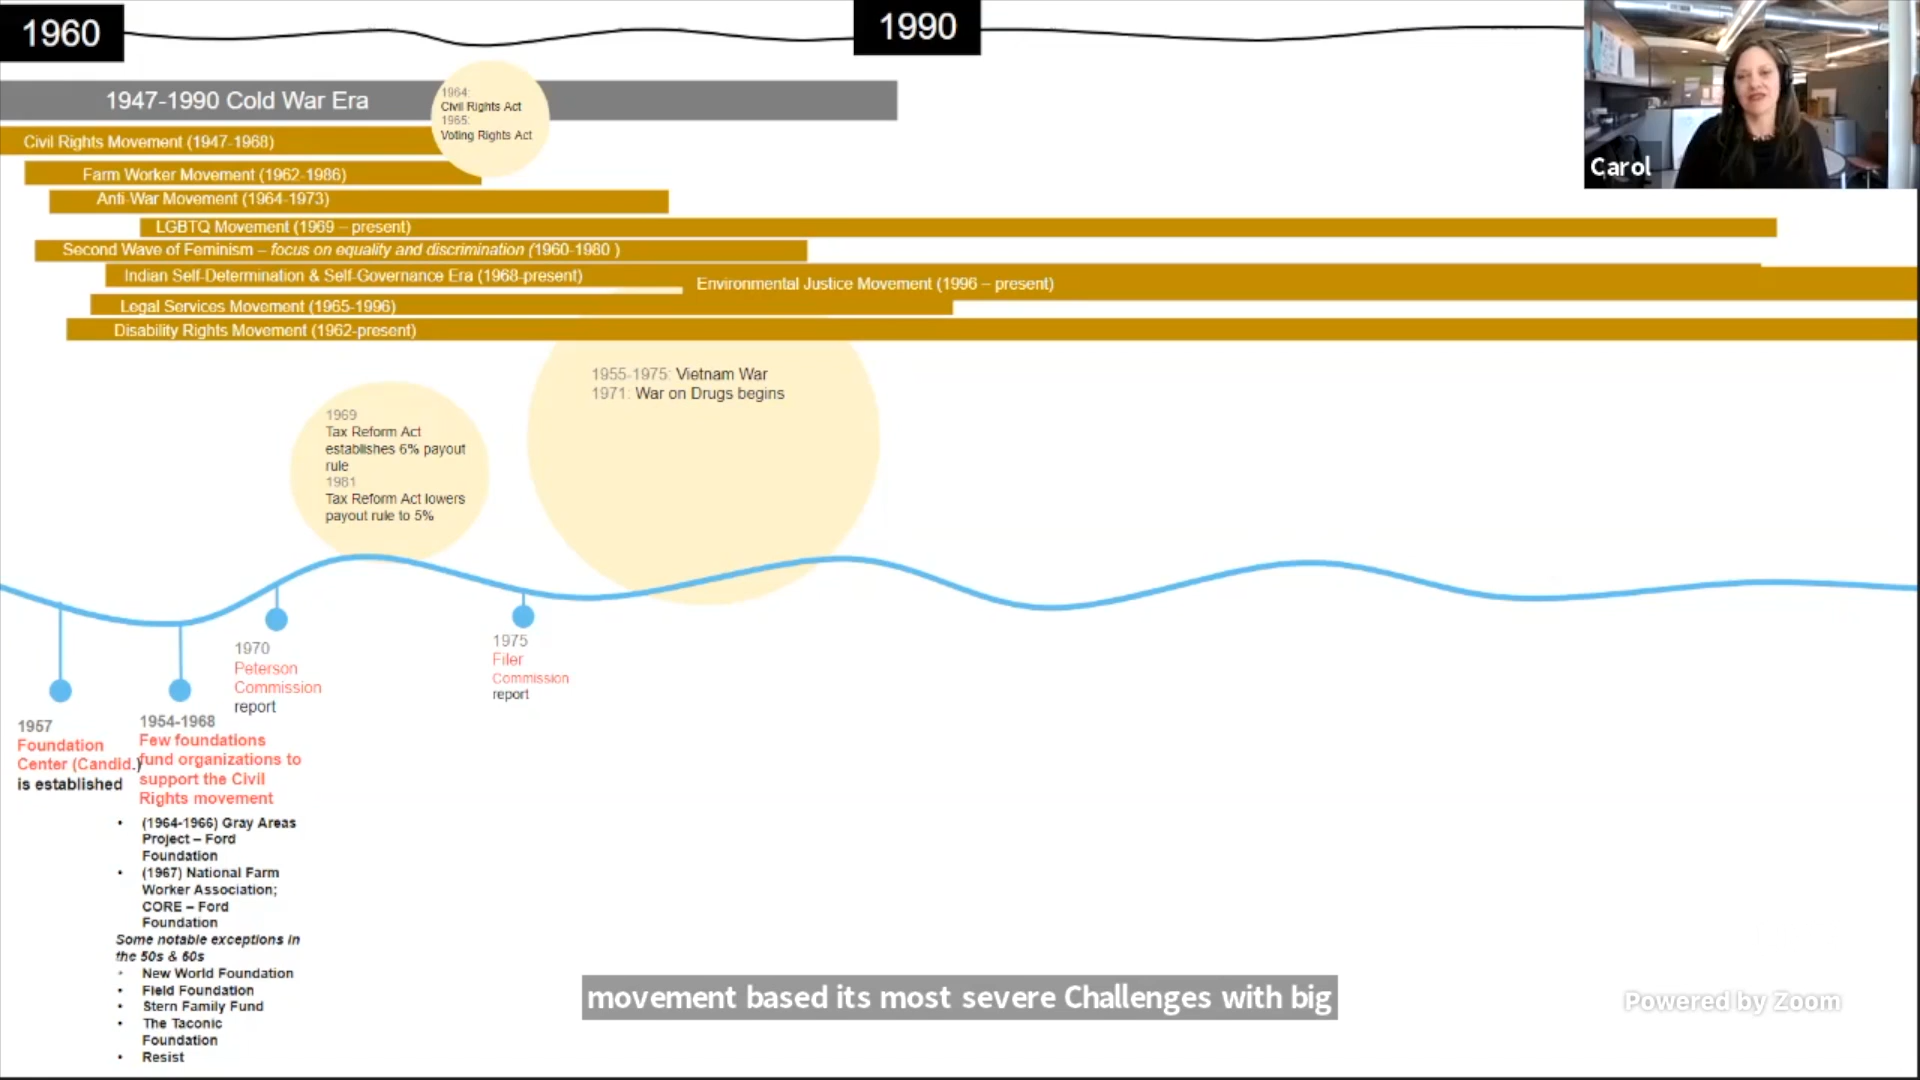 1960
1990
1947-1990 Cold War Era
1964:
Civil Rights Act
1965:
Voting Rights Act
Civil Rights Movement (1947-1968)
Farm Worker Movement (1962-1986)
Anti-War Movement (1964-1973)
LGBTQ Movement (1969 – present)
Second Wave of Feminism – focus on equality and discrimination (1960-1980 )
Indian Self-Determination & Self-Governance Era (1968-present)
Environmental Justice Movement (1996 – present)
Legal Services Movement (1965-1996)
Disability Rights Movement (1962-present)
Carol
1955-1975: Vietnam War
1971: War on Drugs begins
1969
Tax Reform Act
establishes 6% payout
rule
1981
Tax Reform Act lowers
payout rule to 5%
1970
Peterson
Commission
report
1975
Filer
Commission
report
1957
Foundation
Center (Candid.)
is established
1954-1968
Few foundations
fund organizations to
support the Civil
Rights movement
• (1964-1966) Gray Areas
Project – Ford
Foundation
• (1967) National Farm
Worker Association;
CORE – Ford
Foundation
Some notable exceptions in
the 50s & 60s
• New World Foundation
• Field Foundation
• Stern Family Fund
• The Taconic
Foundation
• Resist
movement based its most severe Challenges with big
Powered by Zoom